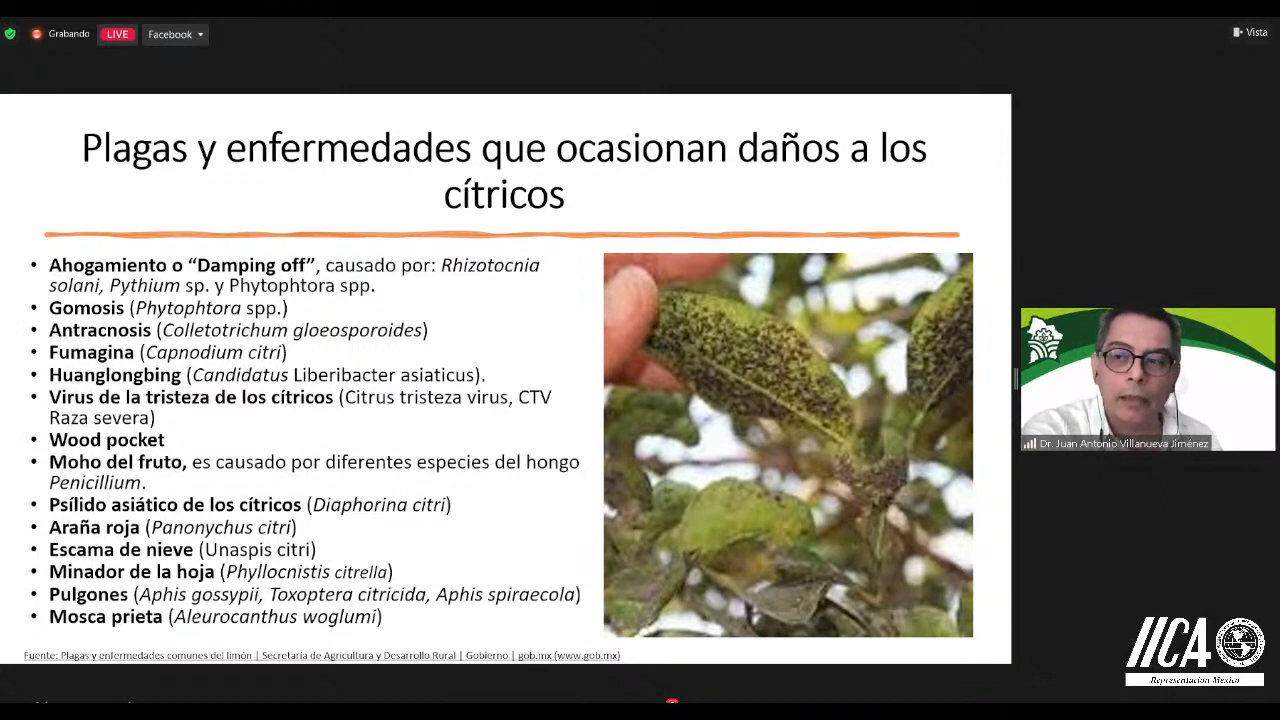 Grabando
LIVE
Facebook
Vista
Plagas y enfermedades que ocasionan daños a los
cítricos
• Ahogamiento o “Damping off”, causado por: Rhizotocnia
solani, Pythium sp. y Phytophtora spp.
• Gomosis (Phytophtora spp.)
• Antracnosis (Colletotrichum gloeosporoides)
• Fumagina (Capnodium citri)
• Huanglongbing (Candidatus Liberibacter asiaticus).
• Virus de la tristeza de los cítricos (Citrus tristeza virus, CTV
Raza severa)
• Wood pocket
• Moho del fruto, es causado por diferentes especies del hongo
Penicillium.
• Psílido asiático de los cítricos (Diaphorina citri)
• Araña roja (Panonychus citri)
• Escama de nieve (Unaspis citri)
• Minador de la hoja (Phyllocnistis citrella)
• Pulgones (Aphis gossypii, Toxoptera citricida, Aphis spiraecola)
• Mosca prieta (Aleurocanthus woglumi)
Fuente: Plagas y enfermedades comunes del limón | Secretaría de Agricultura y Desarrollo Rural | Gobierno | gob.mx (www.gob.mx)
Dr. Juan Antonio Villanueva Jiménez
IICA
Representación México